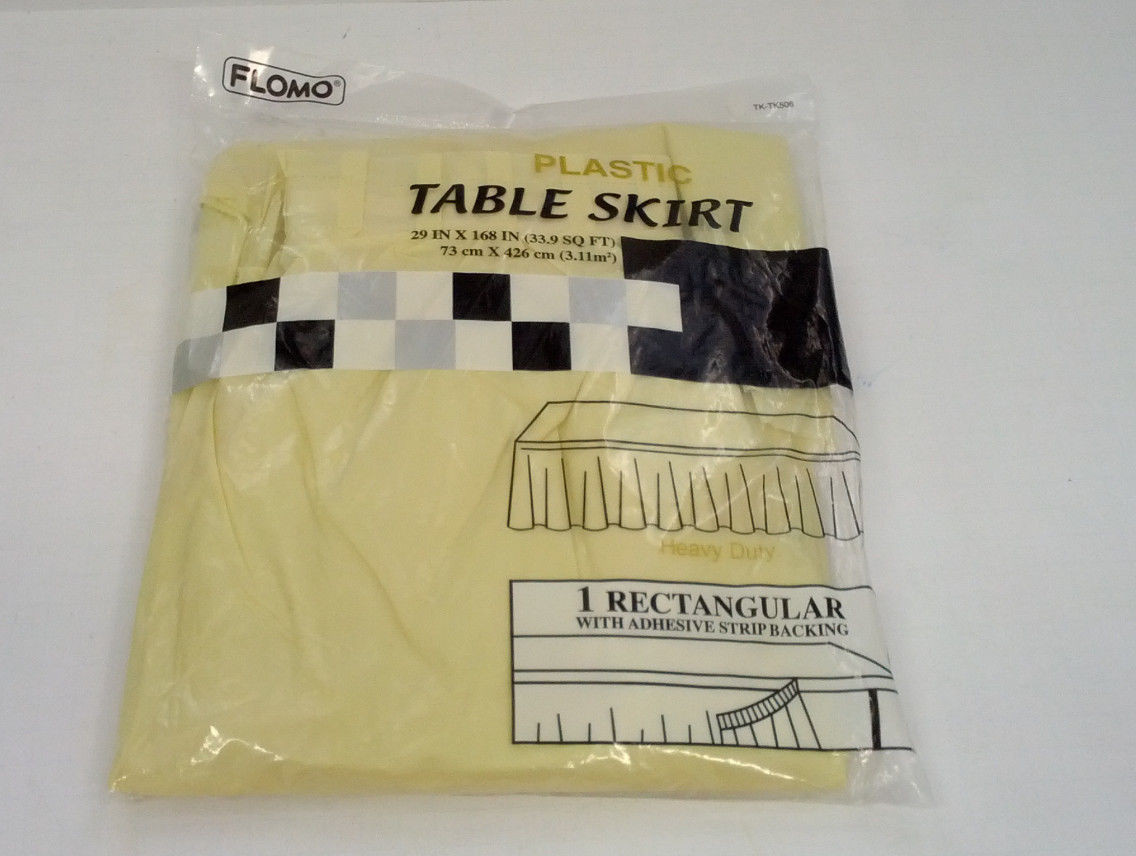 FLOMO®
TK-TK506
PLASTIC
TABLE SKIRT
29 IN X 168 IN (33.9 SQ FT)
73 cm X 426 cm (3.11m²)
Heavy Duty
1 RECTANGULAR
WITH ADHESIVE STRIP BACKING